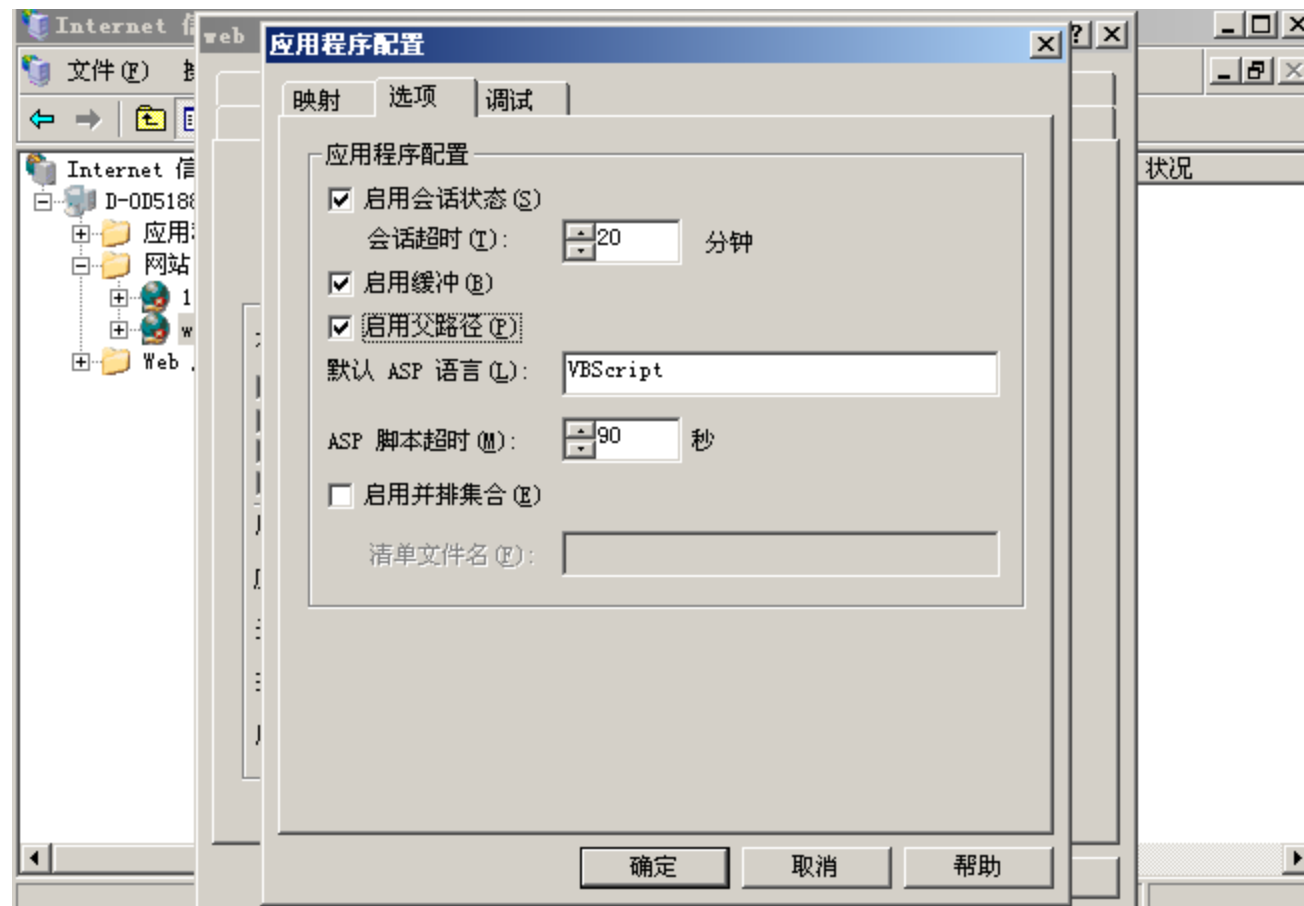 Internet
web
应用程序配置
文件(F)
映射
选项
调试
Internet 信
状况
D-OD5188
应用
网站
1
w
Web
应用程序配置
启用会话状态(S)
会话超时(T): 20 分钟
启用缓冲(B)
启用父路径(P)
默认 ASP 语言(L): VBScript
ASP 脚本超时(M): 90 秒
启用并排集合(E)
清单文件名(F):
确定
取消
帮助